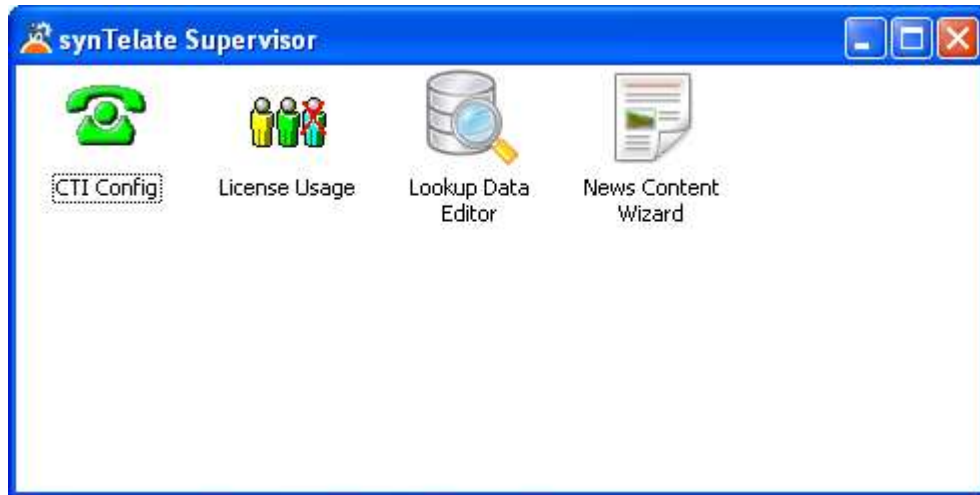 synTelate Supervisor
CTI Config
License Usage
Lookup Data
Editor
News Content
Wizard